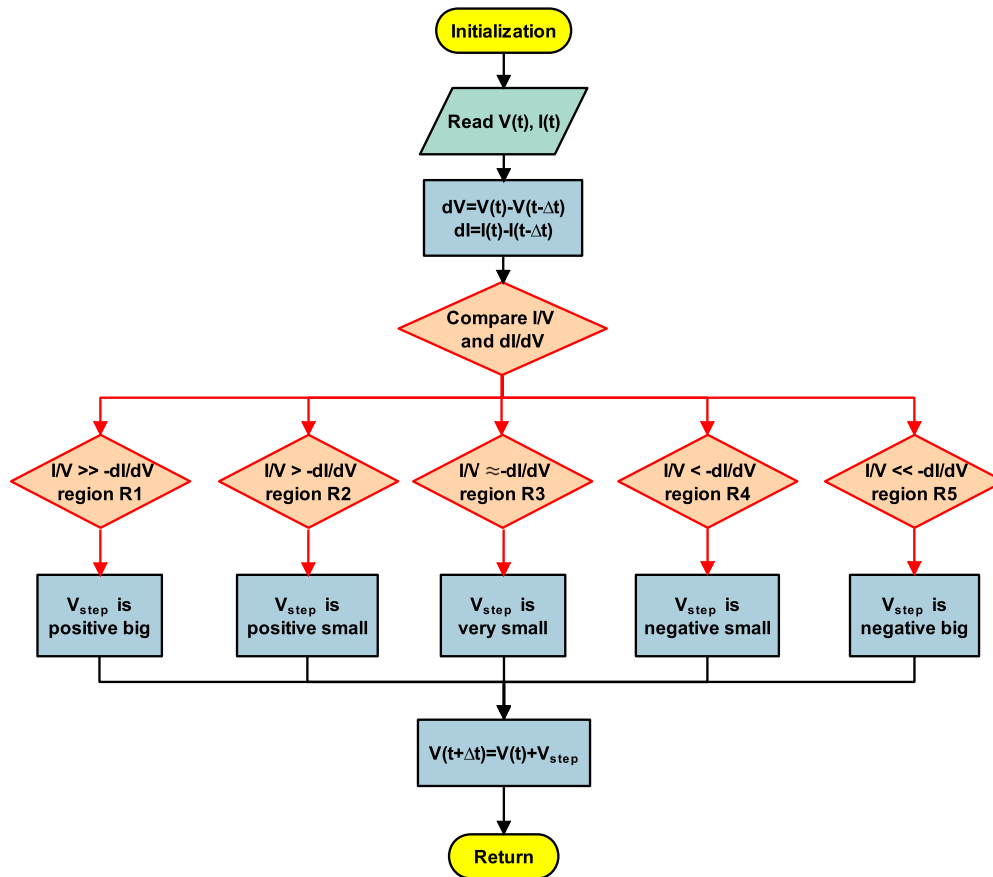 Initialization
Read V(t), I(t)
dV=V(t)-V(t-Δt)
dI=I(t)-I(t-Δt)
Compare I/V
and dI/dV
I/V >> -dI/dV
region R1
I/V > -dI/dV
region R2
I/V ≈-dI/dV
region R3
I/V < -dI/dV
region R4
I/V << -dI/dV
region R5
Vstep is
positive big
Vstep is
positive small
Vstep is
very small
Vstep is
negative small
Vstep is
negative big
V(t+Δt)=V(t)+Vstep
Return